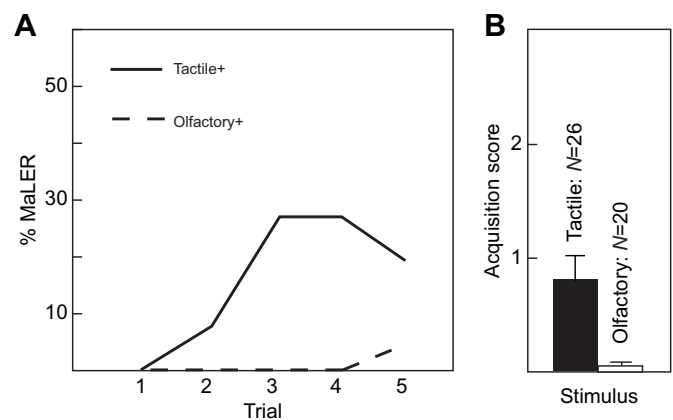 A
% MaLER
50
30
10
Tactile+
Olfactory+
1 2 3 4 5
Trial
B
Acquisition score
2
1
Tactile: N=26
Olfactory: N=20
Stimulus